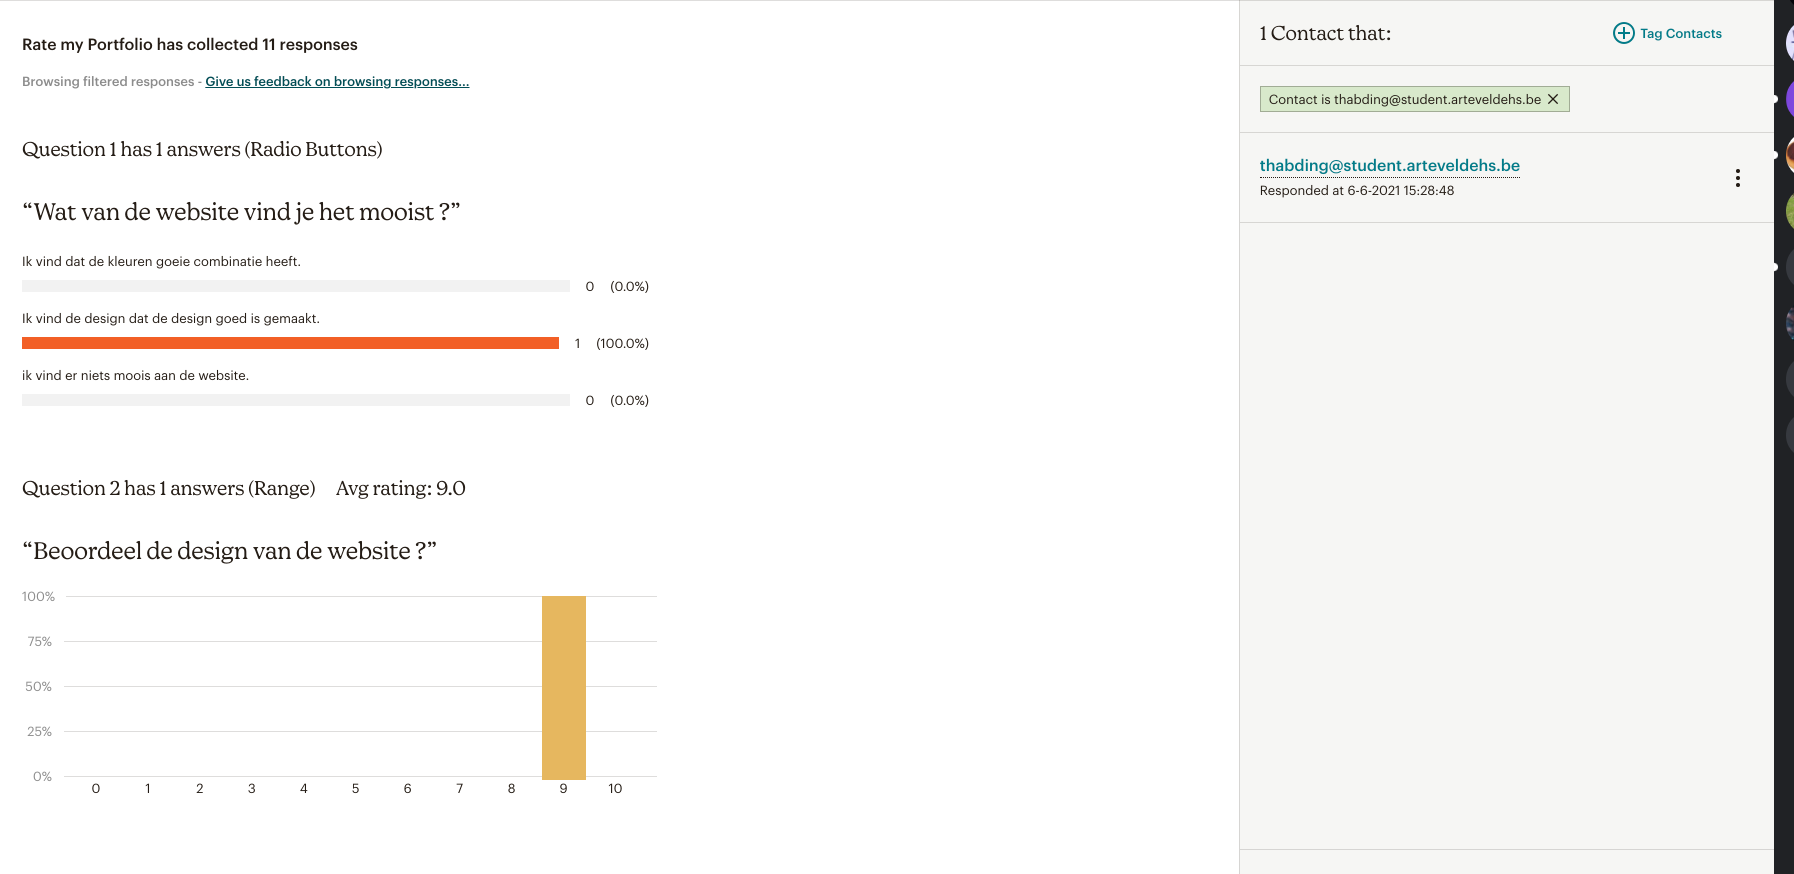 Rate my Portfolio has collected 11 responses
Browsing filtered responses - Give us feedback on browsing responses...
Question 1 has 1 answers (Radio Buttons)
“Wat van de website vind je het mooist ?”
Ik vind dat de kleuren goeie combinatie heeft.
0 (0.0%)
Ik vind de design dat de design goed is gemaakt.
1 (100.0%)
ik vind er niets moois aan de website.
0 (0.0%)
Question 2 has 1 answers (Range) Avg rating: 9.0
“Beoordeel de design van de website ?”
100%
75%
50%
25%
0%
0 1 2 3 4 5 6 7 8 9 10
1 Contact that:
Tag Contacts
Contact is thabding@student.arteveldehs.be
thabding@student.arteveldehs.be
Responded at 6-6-2021 15:28:48